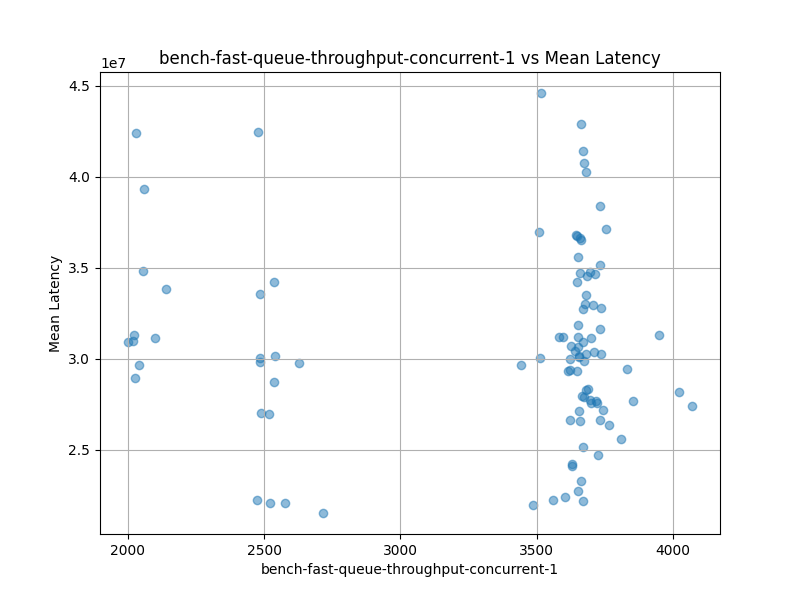 bench-fast-queue-throughput-concurrent-1 vs Mean Latency
1e7
4.5
4.0
3.5
3.0
2.5
Mean Latency
2000 2500 3000 3500 4000
bench-fast-queue-throughput-concurrent-1